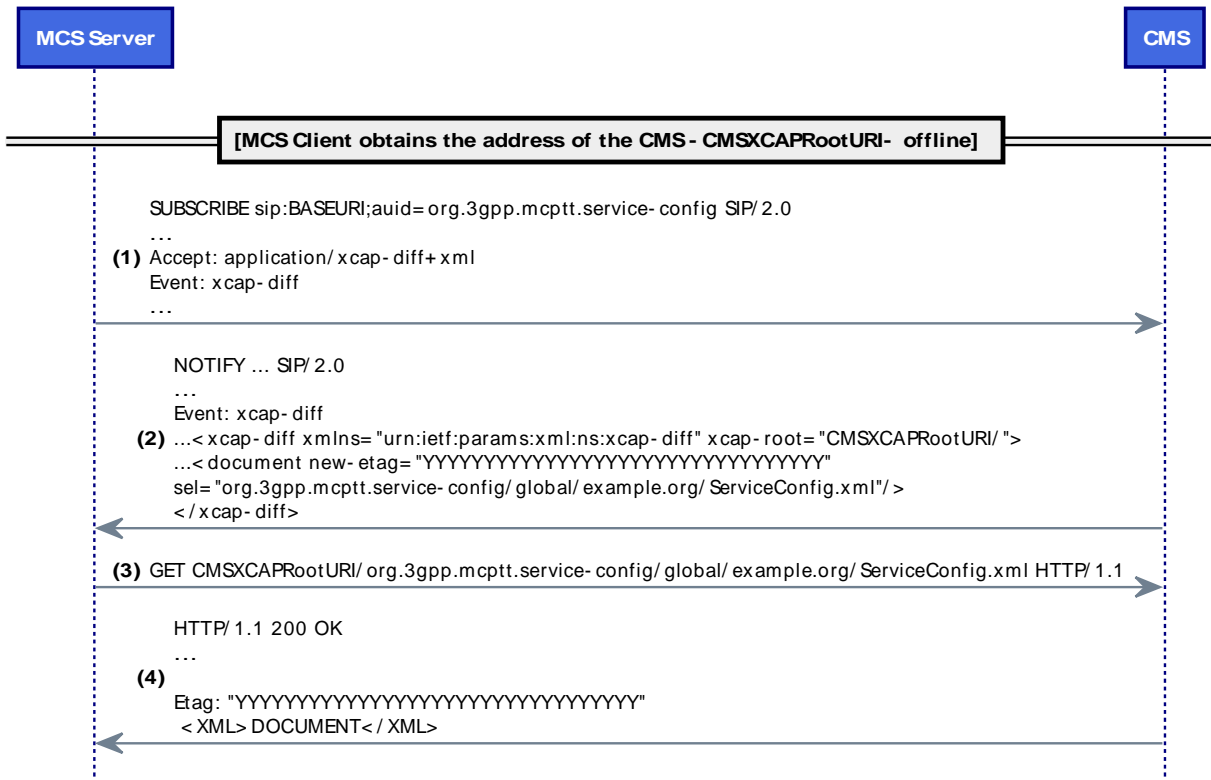 MCS Server
CMS
[MCS Client obtains the address of the CMS - CMSXCAPRootURI- offline]
SUBSCRIBE sip:BASEURI;auid=org.3gpp.mcptt.service-config SIP/2.0
...
(1) Accept: application/xcap-diff+xml
Event: xcap-diff
...
NOTIFY ... SIP/2.0
...
Event: xcap-diff
(2) ...<xcap-diff xmlns="urn:ietf:params:xml:ns:xcap-diff" xcap-root="CMSXCAPRootURI/">
...<document new-etag="YYYYYYYYYYYYYYYYYYYYYYYYYYYYYYYYY"
sel="org.3gpp.mcptt.service-config/global/example.org/ServiceConfig.xml"/>
</xcap-diff>
(3) GET CMSXCAPRootURI/org.3gpp.mcptt.service-config/global/example.org/ServiceConfig.xml HTTP/1.1
HTTP/1.1 200 OK
...
(4)
Etag: "YYYYYYYYYYYYYYYYYYYYYYYYYYYYYYYYY"
<XML>DOCUMENT</XML>